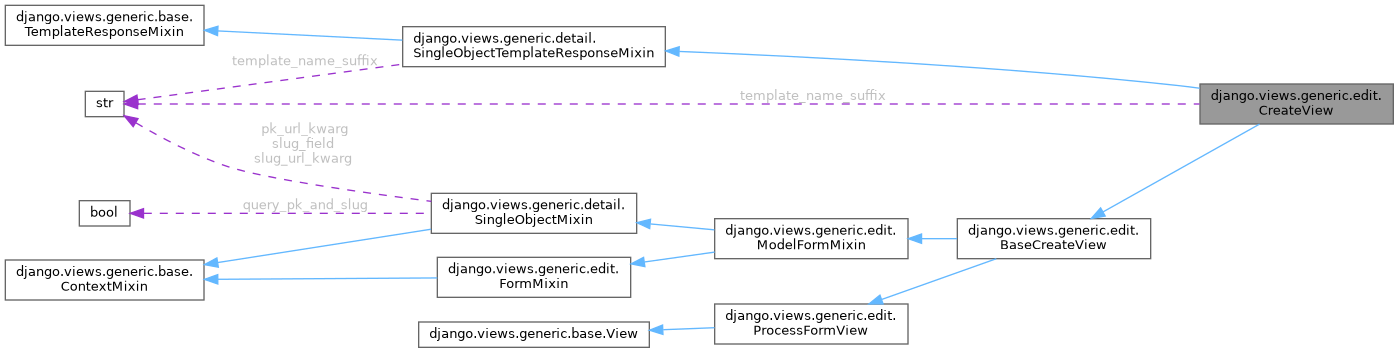 django.views.generic.base.
TemplateResponseMixin
django.views.generic.detail.
SingleObjectTemplateResponseMixin
template_name_suffix
str
template_name_suffix
django.views.generic.edit.
CreateView
pk_url_kwarg
slug_field
slug_url_kwarg
bool
query_pk_and_slug
django.views.generic.detail.
SingleObjectMixin
django.views.generic.edit.
ModelFormMixin
django.views.generic.edit.
BaseCreateView
django.views.generic.base.
ContextMixin
django.views.generic.edit.
FormMixin
django.views.generic.edit.
ProcessFormView
django.views.generic.base.View